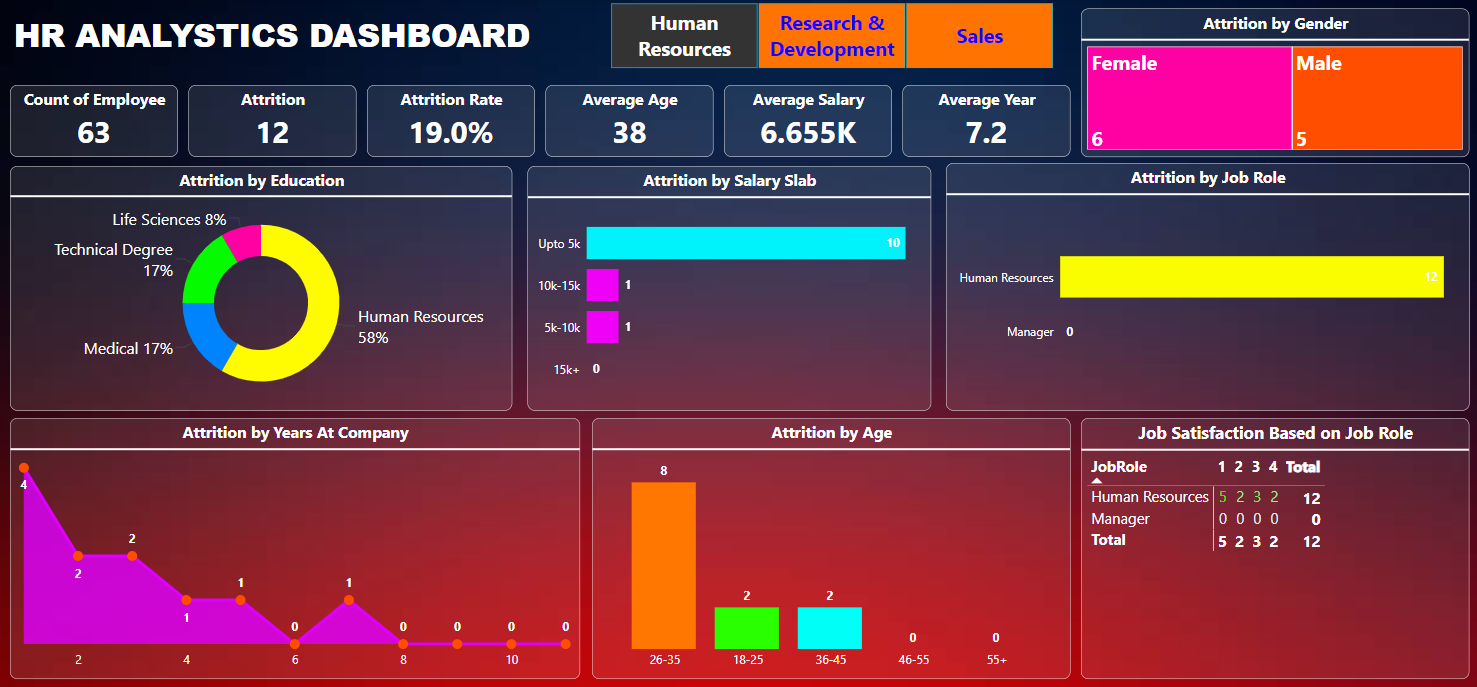 HR ANALYSTICS DASHBOARD
Human
Resources
Research &
Development
Sales
Attrition by Gender
Female
6
Male
5
Count of Employee
63
Attrition
12
Attrition Rate
19.0%
Average Age
38
Average Salary
6.655K
Average Year
7.2
Attrition by Education
Life Sciences 8%
Technical Degree
17%
Medical 17%
Human Resources
58%
Attrition by Salary Slab
Upto 5k 10
10k-15k 1
5k-10k 1
15k+ 0
Attrition by Job Role
Human Resources 12
Manager 0
Attrition by Years At Company
4 2 2 1 1 0 1 0 0 0 0
2 4 6 8 10
Attrition by Age
8 2 2 0 0
26-35 18-25 36-45 46-55 55+
Job Satisfaction Based on Job Role
JobRole 1 2 3 4 Total
Human Resources 5 2 3 2 12
Manager 0 0 0 0 0
Total 5 2 3 2 12